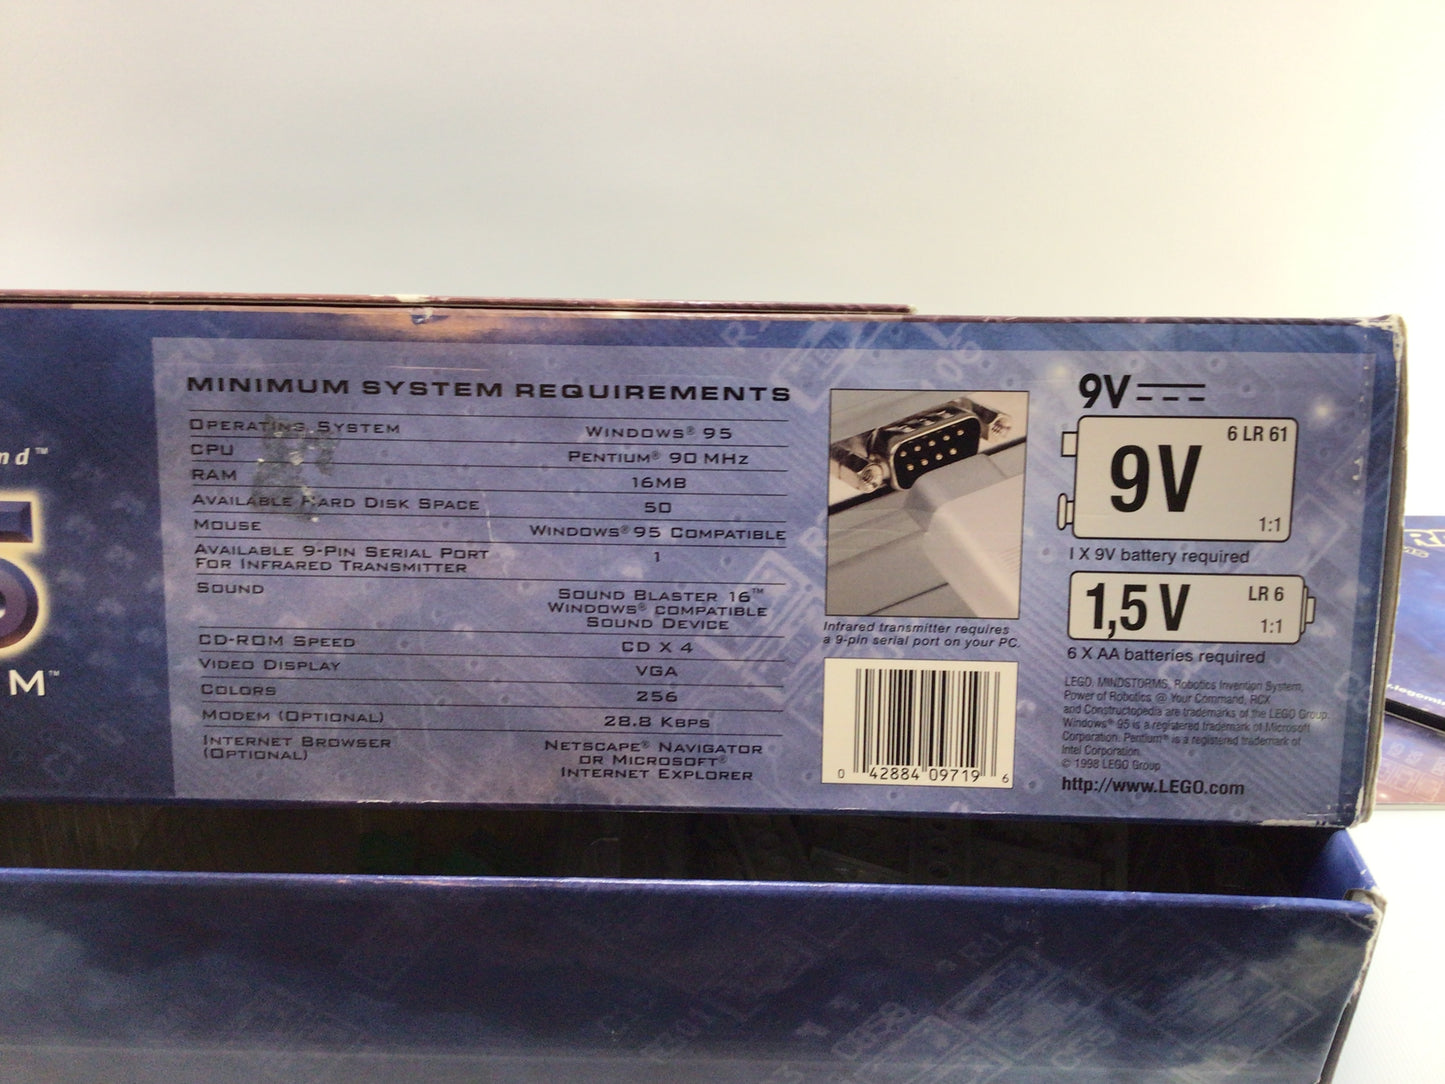 MINIMUM SYSTEM REQUIREMENTS
OPERATING SYSTEM WINDOWS® 95
CPU PENTIUM® 90 MHZ
RAM 16MB
AVAILABLE HARD DISK SPACE 50
MOUSE WINDOWS® 95 COMPATIBLE
AVAILABLE 9-PIN SERIAL PORT 1
FOR INFRARED TRANSMITTER
SOUND SOUND BLASTER 16™
WINDOWS® COMPATIBLE
SOUND DEVICE
CD-ROM SPEED CD X 4
VIDEO DISPLAY VGA
COLORS 256
MODEM (OPTIONAL) 28.8 KBPS
INTERNET BROWSER NETSCAPE® NAVIGATOR
(OPTIONAL) OR MICROSOFT®
INTERNET EXPLORER
nd™
M™
Infrared transmitter requires
a 9-pin serial port on your PC.
0 42884 09719 6
9V
6 LR 61
9V
1:1
1 X 9V battery required
1,5 V
LR 6
1:1
6 X AA batteries required
LEGO, MINDSTORMS, Robotics Invention System,
Power of Robotics @ Your Command, RCX
and Constructopedia are trademarks of the LEGO Group.
Windows® 95 is a registered trademark of Microsoft
Corporation. Pentium® is a registered trademark of
Intel Corporation.
© 1998 LEGO Group
http://www.LEGO.com